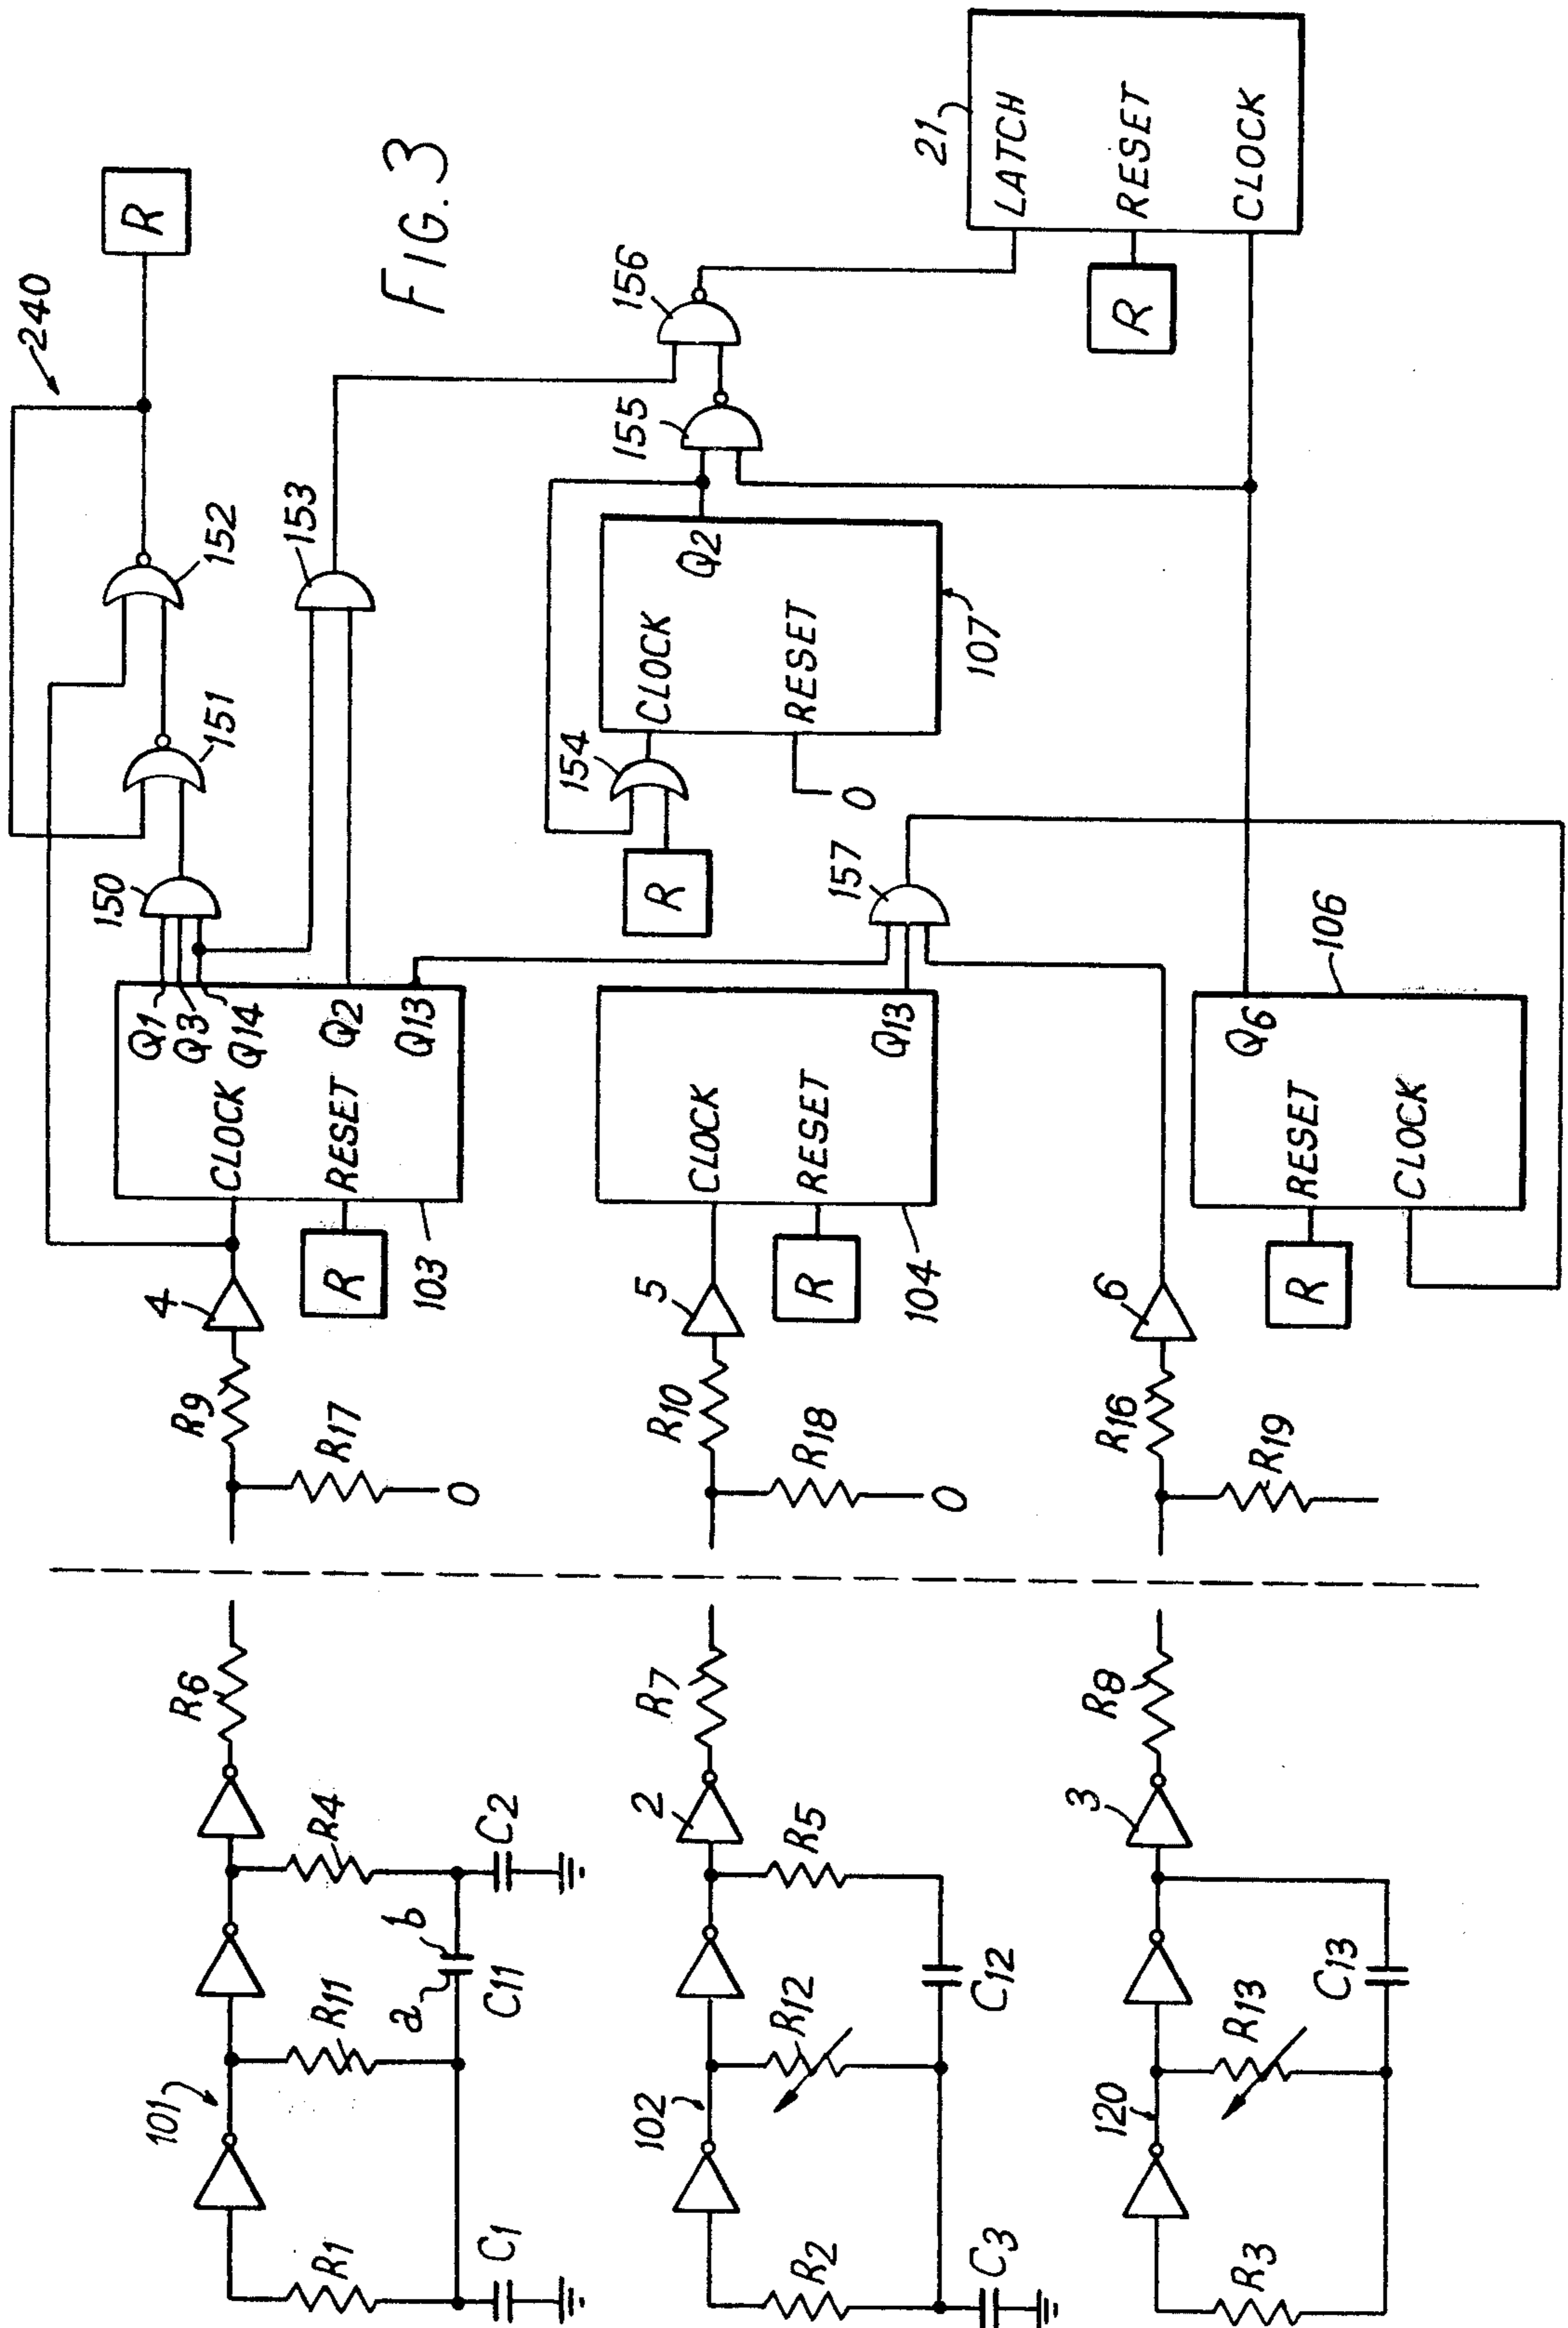 FIG. 3
240
R
150
151
152
153
Q1
Q3
Q14
Q2
Q13
CLOCK
RESET
R
103
4
R9
R17
0
R6
101
R11
R4
a
b
C11
C2
R1
C1
156
155
154
R
CLOCK
RESET
Q2
0
107
157
CLOCK
RESET
Q13
R
104
5
R10
R18
0
R7
2
102
R12
R5
C12
R2
C3
21
LATCH
RESET
CLOCK
R
106
Q6
RESET
CLOCK
R
6
R16
R19
R8
3
120
R13
C13
R3